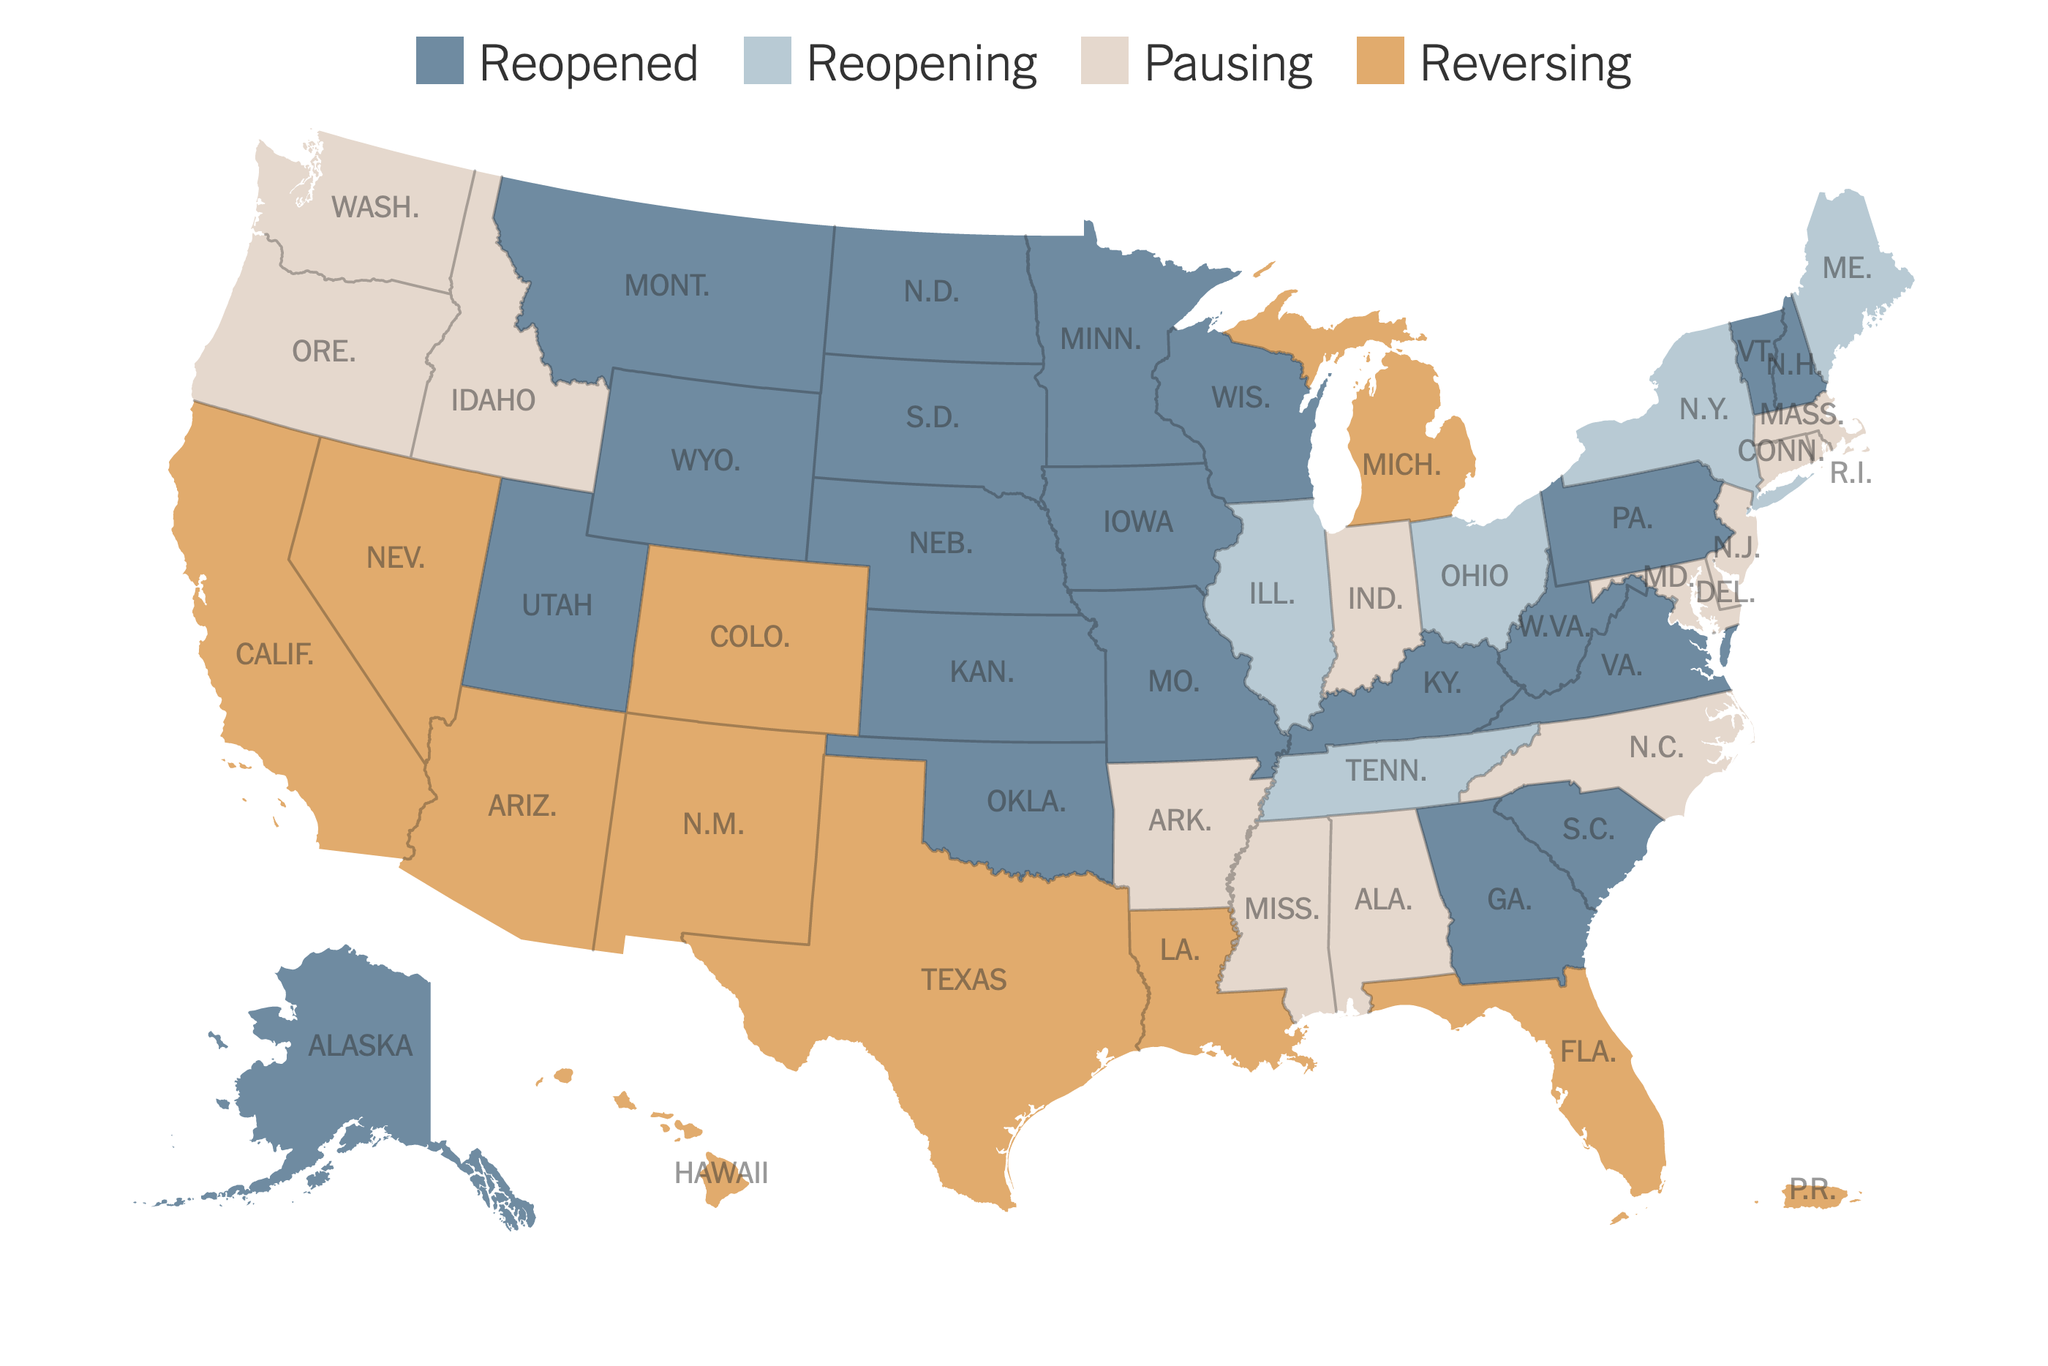 Reopened Reopening Pausing Reversing
WASH.
MONT.
N.D.
MINN.
ME.
ORE.
IDAHO
WYO.
S.D.
WIS.
MICH.
VT.
N.H.
N.Y.
MASS.
CONN.
R.I.
NEV.
UTAH
COLO.
NEB.
IOWA
ILL.
IND.
OHIO
PA.
N.J.
MD.
DEL.
CALIF.
KAN.
MO.
KY.
W.VA.
VA.
ARIZ.
N.M.
OKLA.
ARK.
TENN.
N.C.
S.C.
TEXAS
LA.
MISS.
ALA.
GA.
FLA.
ALASKA
HAWAII
P.R.